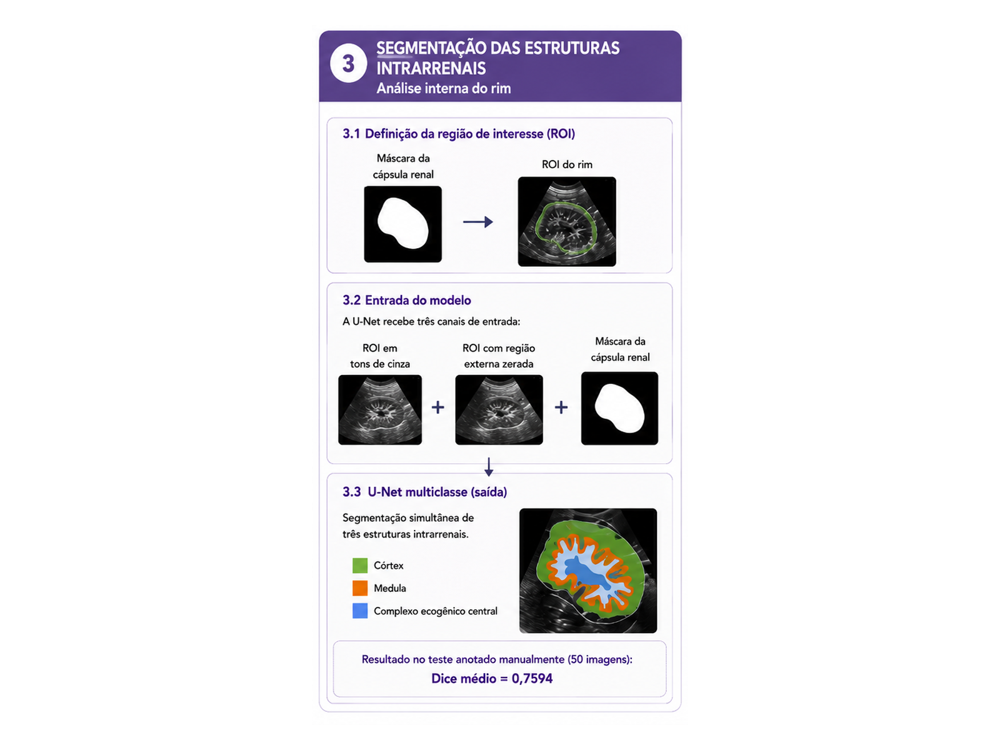 3
SEGMENTAÇÃO DAS ESTRUTURAS
INTRARRENAIS
Análise interna do rim
3.1 Definição da região de interesse (ROI)
Máscara da
cápsula renal
ROI do rim
3.2 Entrada do modelo
A U-Net recebe três canais de entrada:
ROI em
tons de cinza
+
ROI com região
externa zerada
+
Máscara da
cápsula renal
3.3 U-Net multiclasse (saída)
Segmentação simultânea de
três estruturas intrarrenais.
Córtex
Medula
Complexo ecogênico central
Resultado no teste anotado manualmente (50 imagens):
Dice médio = 0,7594